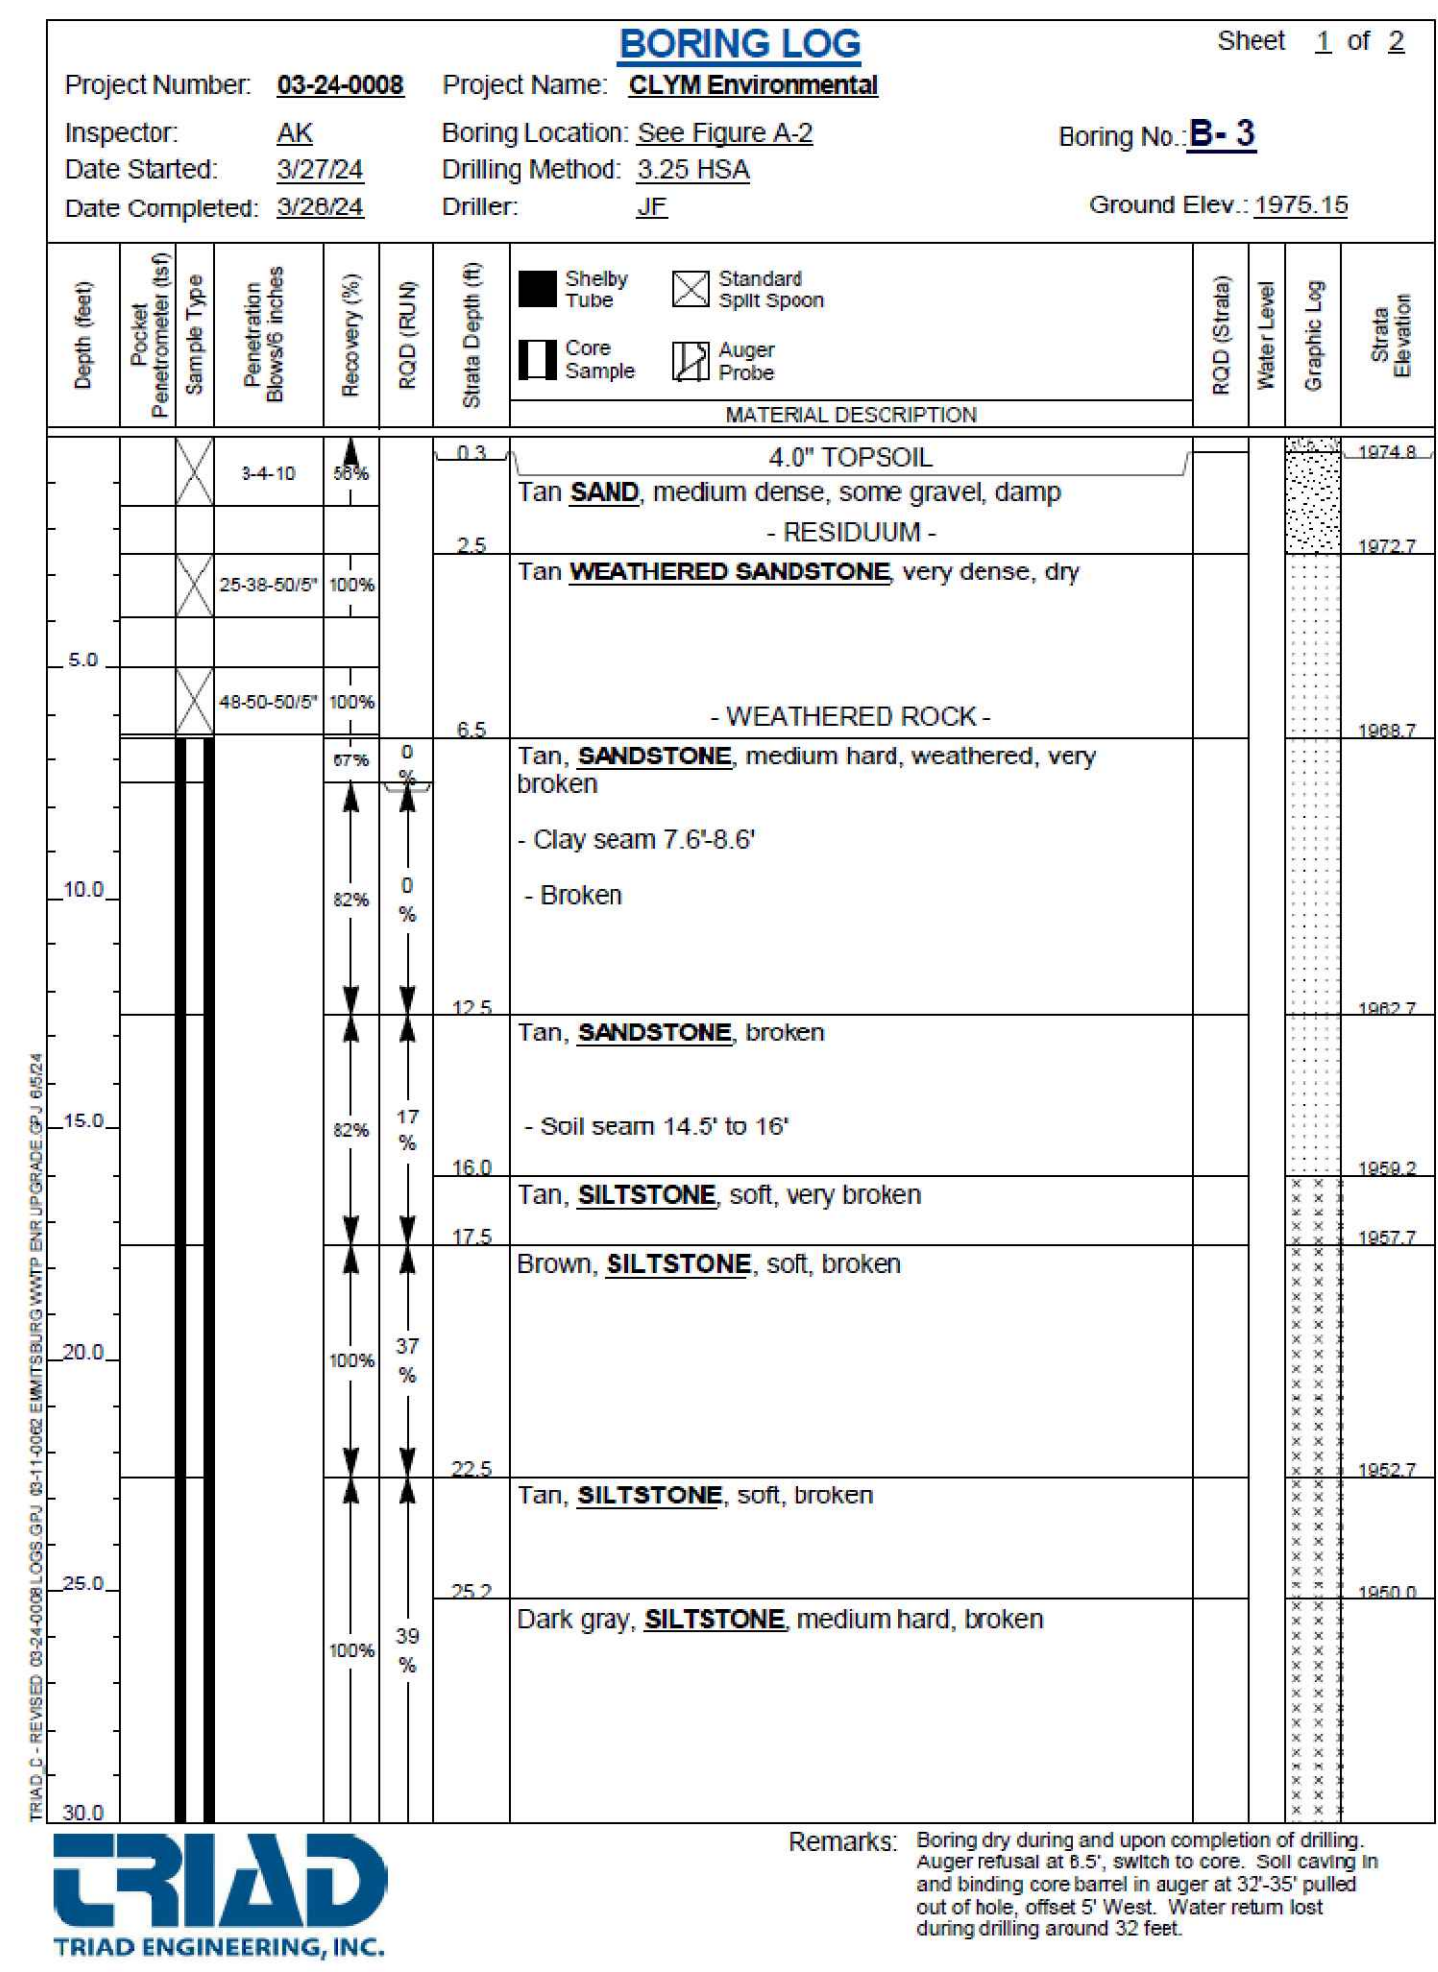 BORING LOG
Sheet 1 of 2
Project Number: 03-24-0008 Project Name: CLYM Environmental
Inspector: AK Boring Location: See Figure A-2
Boring No.: B- 3
Date Started: 3/27/24 Drilling Method: 3.25 HSA
Date Completed: 3/26/24 Driller: JF
Ground Elev.: 1975.15
Depth (feet)
Pocket
Penetrometer (tsf)
Sample Type
Penetration
Blows/6 inches
Recovery (%)
RQD (RUN)
Strata Depth (ft)
Shelby
Tube
Standard
Split Spoon
Core
Sample
Auger
Probe
MATERIAL DESCRIPTION
RQD (Strata)
Water Level
Graphic Log
Strata
Elevation
0.3 4.0" TOPSOIL 1974.8
3-4-10 56%
Tan SAND, medium dense, some gravel, damp
- RESIDUUM -
2.5 1972.7
Tan WEATHERED SANDSTONE, very dense, dry
25-38-50/5" 100%
5.0
48-50-50/5" 100%
- WEATHERED ROCK -
6.5 1968.7
67% 0 %
Tan, SANDSTONE, medium hard, weathered, very
broken
- Clay seam 7.6'-8.6'
10.0 82% 0 % - Broken
12.5 1962.7
Tan, SANDSTONE, broken
15.0 82% 17 % - Soil seam 14.5' to 16'
16.0 1959.2
Tan, SILTSTONE, soft, very broken
17.5 1957.7
Brown, SILTSTONE, soft, broken
20.0 100% 37 %
22.5 1952.7
Tan, SILTSTONE, soft, broken
25.0
25.2 1950.0
Dark gray, SILTSTONE, medium hard, broken
100% 39 %
30.0
TRIAD_C - REVISED 03-24-0008 LOGS.GPJ 03-11-0062 EMMITSBURG WWTP ENR UPGRADE.GPJ 6/5/24
TRIAD
TRIAD ENGINEERING, INC.
Remarks: Boring dry during and upon completion of drilling.
Auger refusal at 6.5', switch to core. Soil caving in
and binding core barrel in auger at 32'-35' pulled
out of hole, offset 5' West. Water return lost
during drilling around 32 feet.